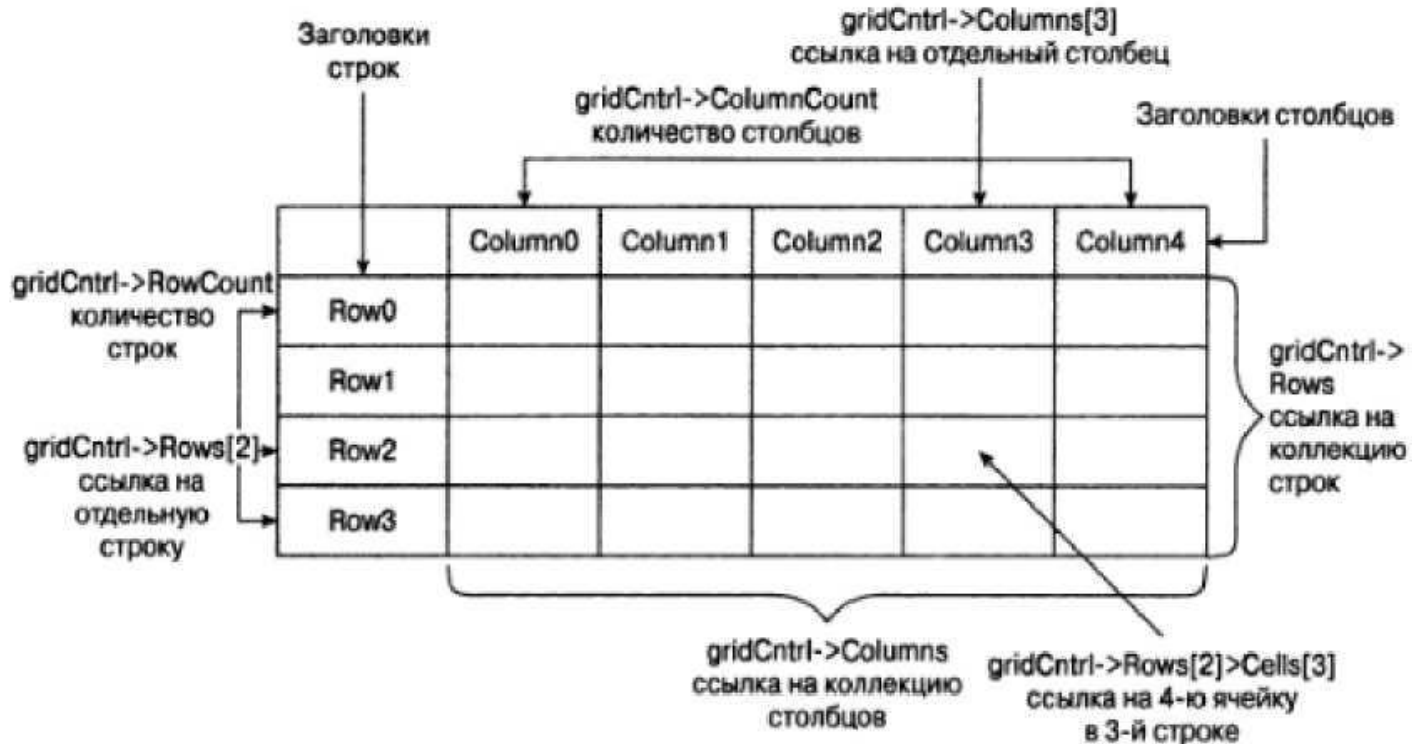 gridCntrl->Columns[3]
ссылка на отдельный столбец
Заголовки
строк
gridCntrl->ColumnCount
количество столбцов
Заголовки столбцов
Column0 Column1 Column2 Column3 Column4
gridCntrl->RowCount
количество
строк
Row0
Row1
gridCntrl->Rows[2]
ссылка на
отдельную
строку
Row2
Row3
gridCntrl->
Rows
ссылка на
коллекцию
строк
gridCntrl->Columns
ссылка на коллекцию
столбцов
gridCntrl->Rows[2]>Cells[3]
ссылка на 4-ю ячейку
в 3-й строке